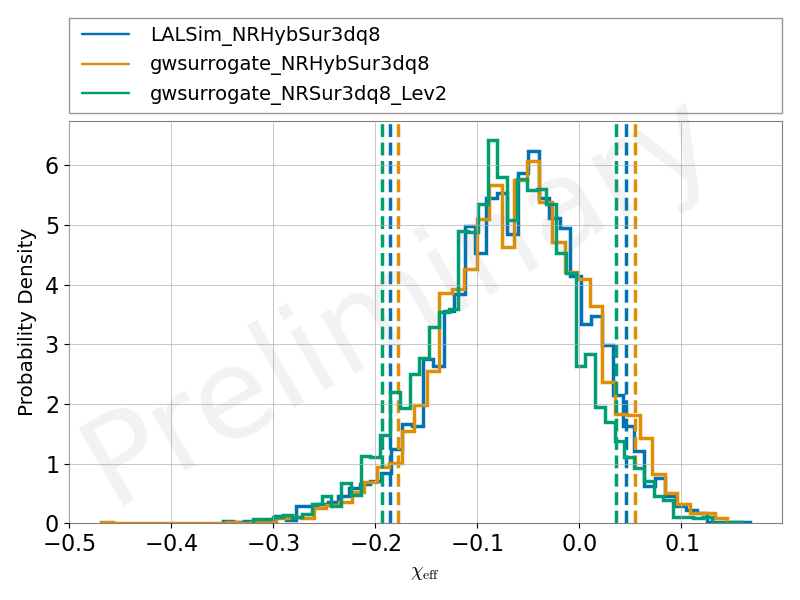 LALSim_NRHybSur3dq8
gwsurrogate_NRHybSur3dq8
gwsurrogate_NRSur3dq8_Lev2
Preliminary
Probability Density
6
5
4
3
2
1
0
−0.5 −0.4 −0.3 −0.2 −0.1 0.0 0.1
χeff